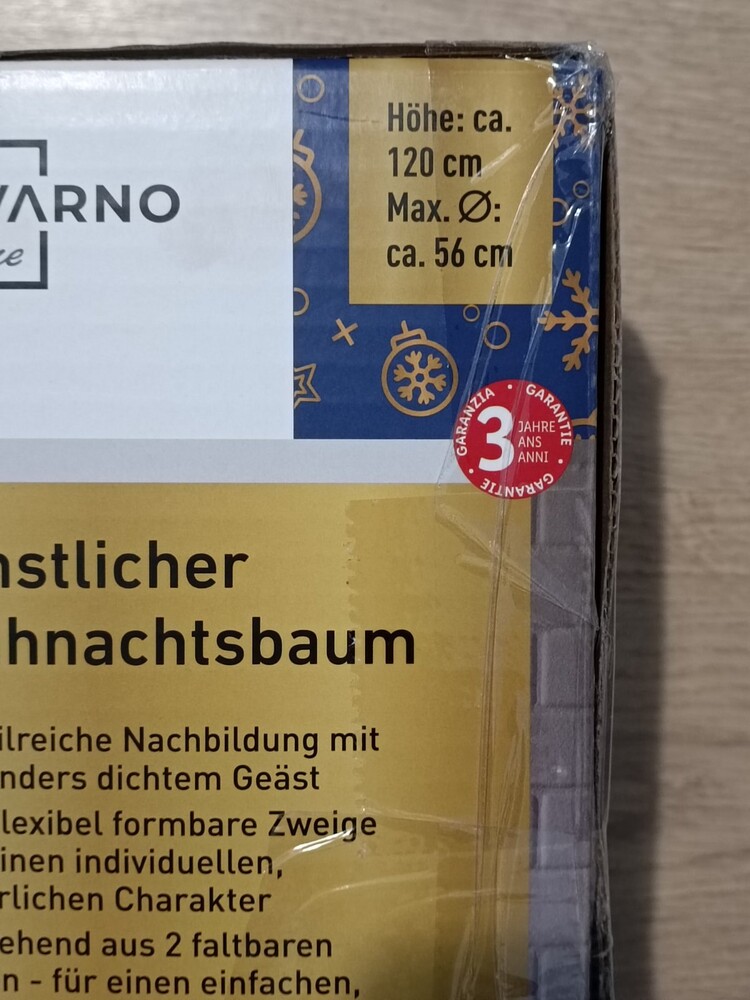 VARNO
Höhe: ca.
120 cm
Max. Ø:
ca. 56 cm
GARANZIA • GARANTIE • GARANTIE •
3
JAHRE
ANS
ANNI
nstlicher
hnachtsbaum
ilreiche Nachbildung mit
nders dichtem Geäst
lexibel formbare Zweige
inen individuellen,
rlichen Charakter
ehend aus 2 faltbaren
n - für einen einfachen,